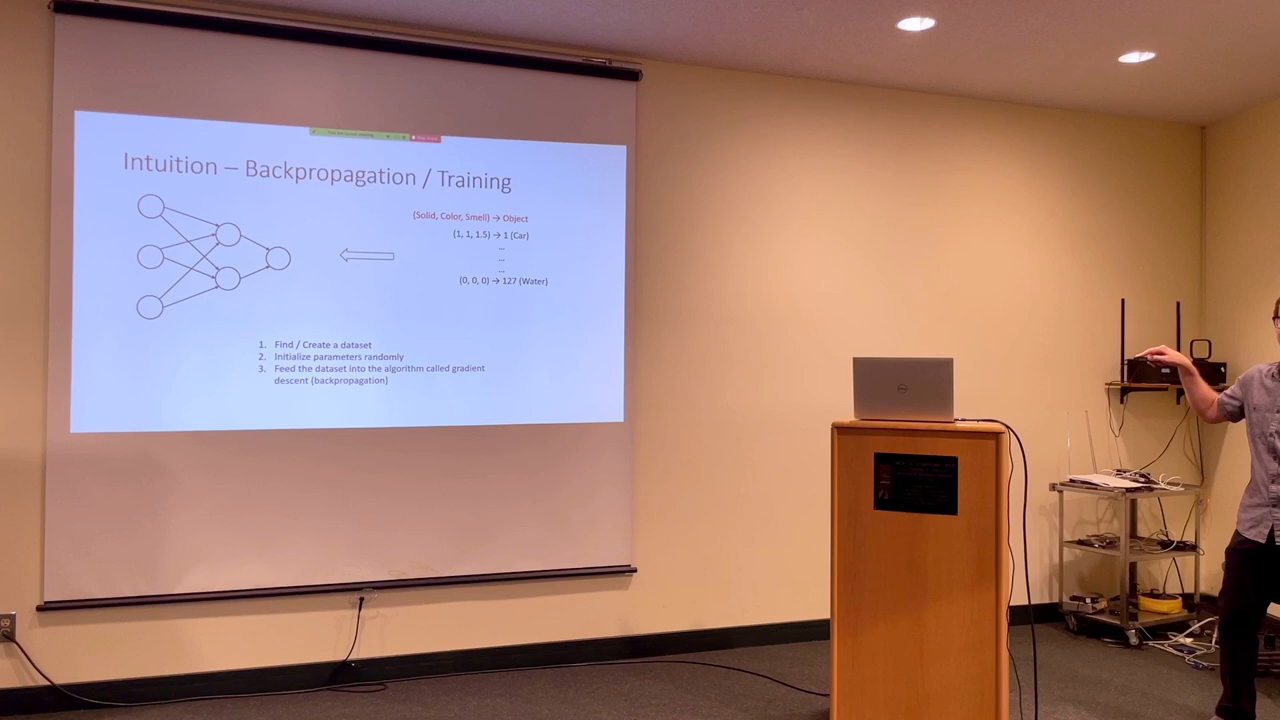 Intuition – Backpropagation / Training
(Solid, Color, Smell) → Object
(1, 1, 1.5) → 1 (Car)
...
...
...
(0, 0, 0) → 127 (Water)
1. Find / Create a dataset
2. Initialize parameters randomly
3. Feed the dataset into the algorithm called gradient
descent (backpropagation)
DELL